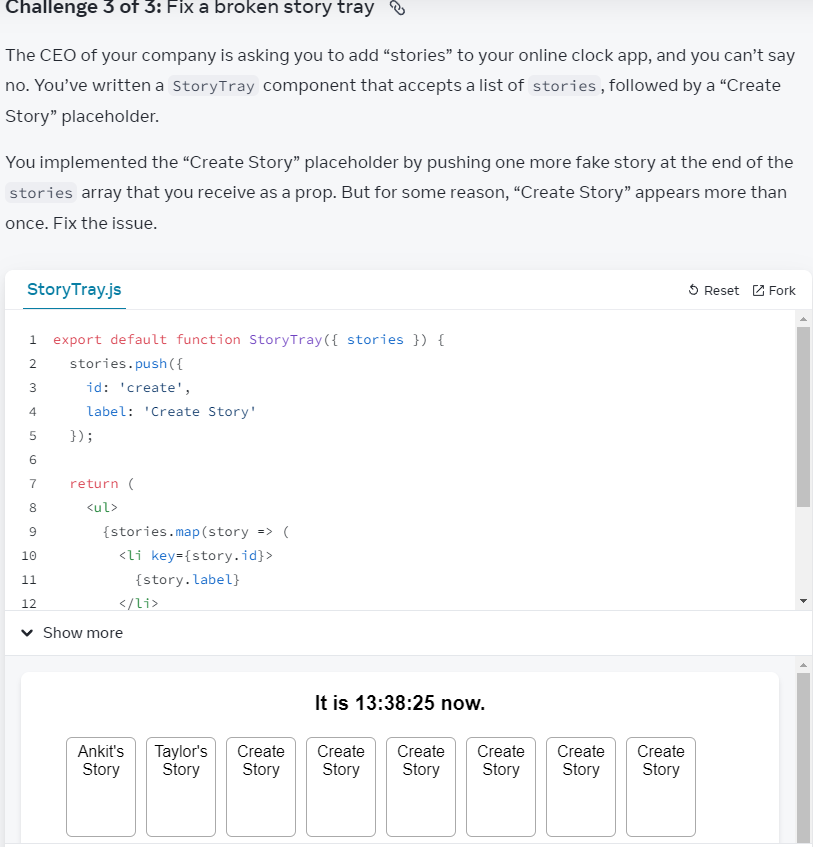 Challenge 3 of 3: Fix a broken story tray
The CEO of your company is asking you to add “stories” to your online clock app, and you can’t say
no. You’ve written a StoryTray component that accepts a list of stories, followed by a “Create
Story” placeholder.
You implemented the “Create Story” placeholder by pushing one more fake story at the end of the
stories array that you receive as a prop. But for some reason, “Create Story” appears more than
once. Fix the issue.
StoryTray.js
Reset Fork
1 export default function StoryTray({ stories }) {
2   stories.push({
3     id: 'create',
4     label: 'Create Story'
5   });
6
7   return (
8     <ul>
9       {stories.map(story => (
10         <li key={story.id}>
11           {story.label}
12         </li>
Show more
It is 13:38:25 now.
Ankit's Taylor's Create Create Create Create Create Create
Story Story Story Story Story Story Story Story